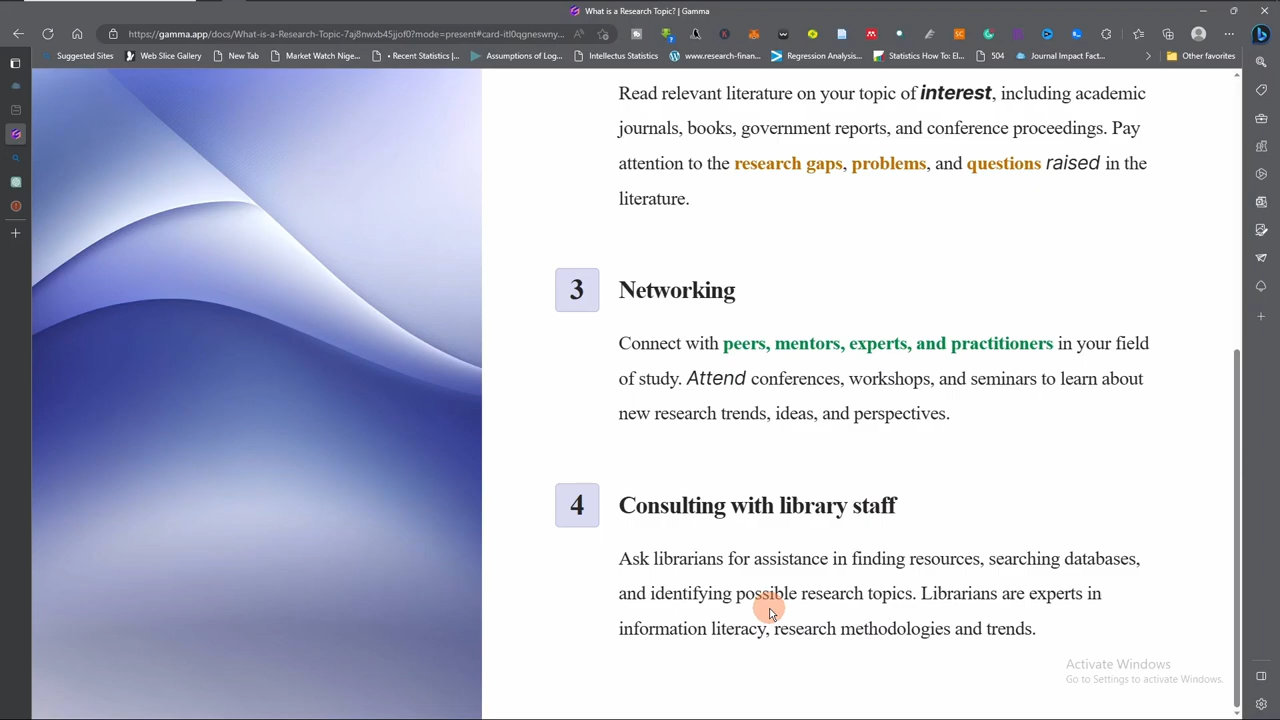 What is a Research Topic? | Gamma
https://gamma.app/docs/What-is-a-Research-Topic-7aj8nwxb45jjof0?mode=present#card-itl0qgneswny...
Suggested Sites Web Slice Gallery New Tab Market Watch Nige... • Recent Statistics |... Assumptions of Log... Intellectus Statistics www.research-finan... Regression Analysis... Statistics How To: El... 504 Journal Impact Fact... Other favorites
Read relevant literature on your topic of interest, including academic
journals, books, government reports, and conference proceedings. Pay
attention to the research gaps, problems, and questions raised in the
literature.
3 Networking
Connect with peers, mentors, experts, and practitioners in your field
of study. Attend conferences, workshops, and seminars to learn about
new research trends, ideas, and perspectives.
4 Consulting with library staff
Ask librarians for assistance in finding resources, searching databases,
and identifying possible research topics. Librarians are experts in
information literacy, research methodologies and trends.
Activate Windows
Go to Settings to activate Windows.